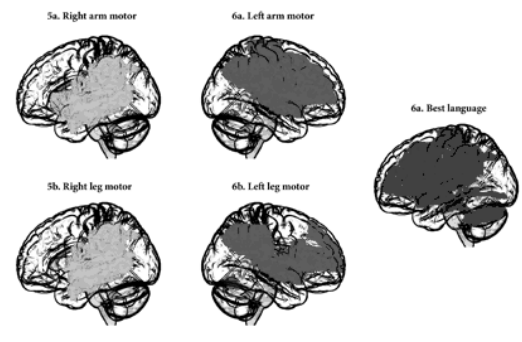 5a. Right arm motor
6a. Left arm motor
6a. Best language
5b. Right leg motor
6b. Left leg motor